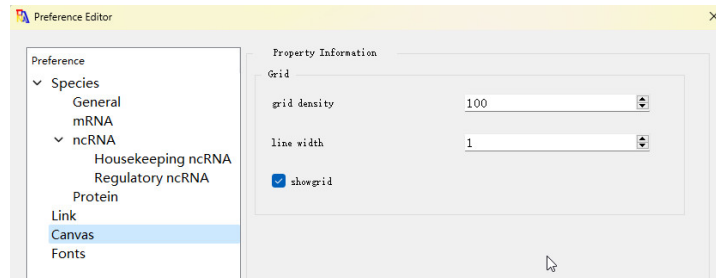 Preference Editor
Preference
Species
General
mRNA
ncRNA
Housekeeping ncRNA
Regulatory ncRNA
Protein
Link
Canvas
Fonts
Property Information
Grid
grid density 100
line width 1
showgrid